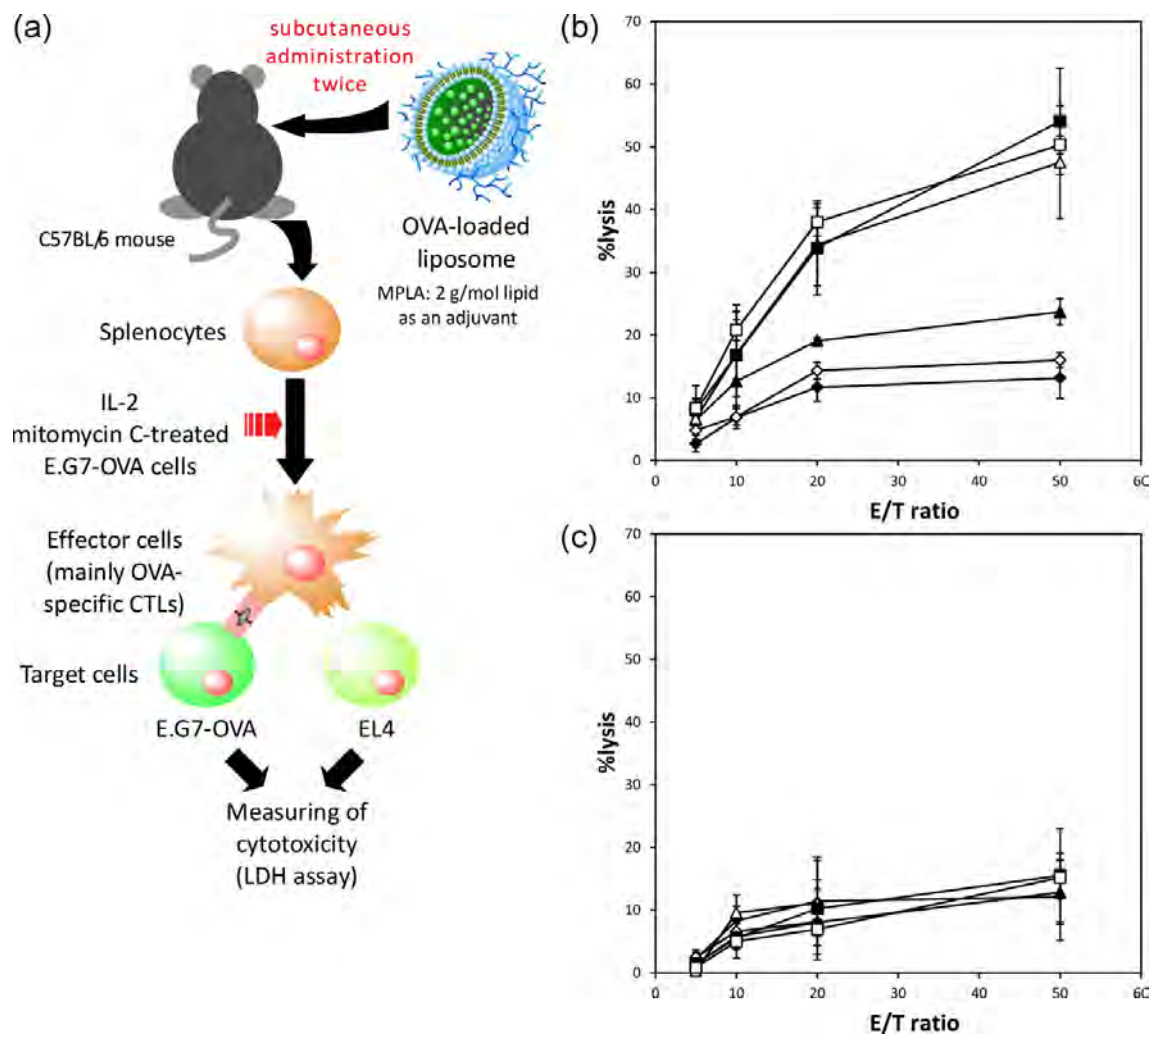 (a)
subcutaneous
administration
twice
C57BL/6 mouse
OVA-loaded
liposome
MPLA: 2 g/mol lipid
as an adjuvant
Splenocytes
IL-2
mitomycin C-treated
E.G7-OVA cells
Effector cells
(mainly OVA-
specific CTLs)
Target cells
E.G7-OVA
EL4
Measuring of
cytotoxicity
(LDH assay)
(b)
70
60
50
40
30
20
10
0
%lysis
0 10 20 30 40 50 60
E/T ratio
(c)
70
60
50
40
30
20
10
0
%lysis
0 10 20 30 40 50 60
E/T ratio